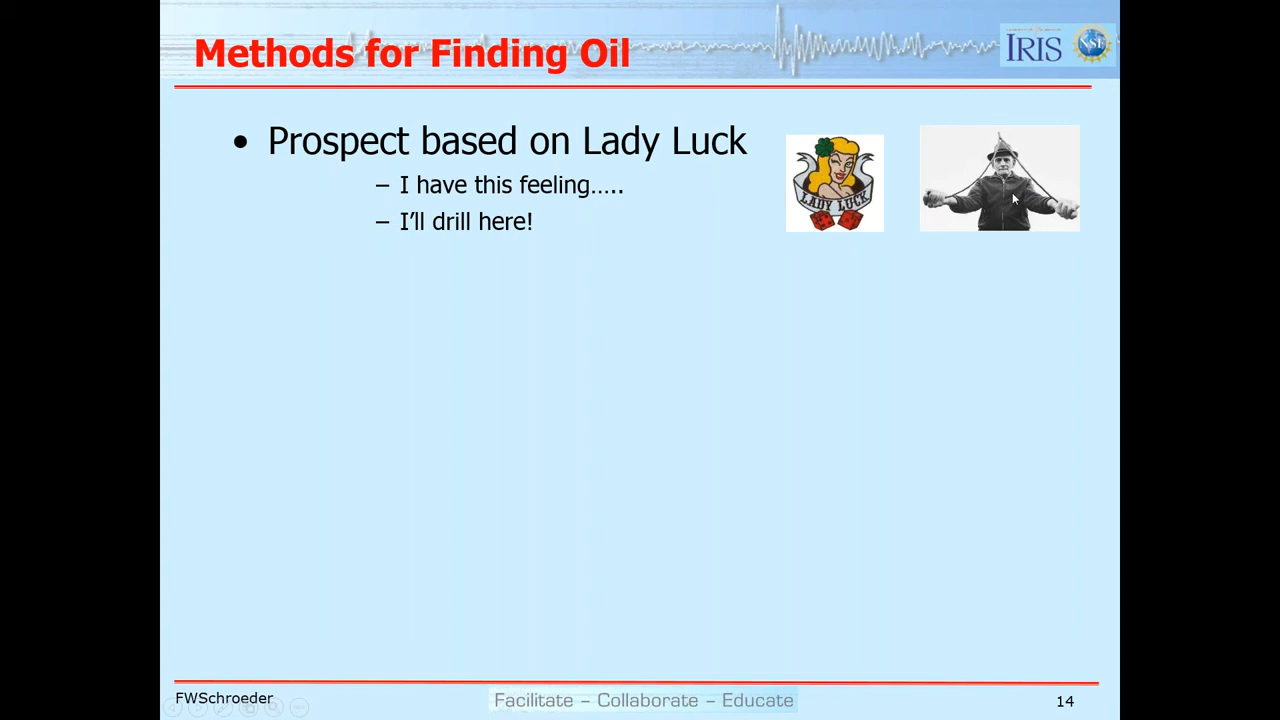 Methods for Finding Oil
IRIS
NSF
• Prospect based on Lady Luck
– I have this feeling…..
– I’ll drill here!
LADY LUCK
FWSchroeder
Facilitate – Collaborate – Educate
14